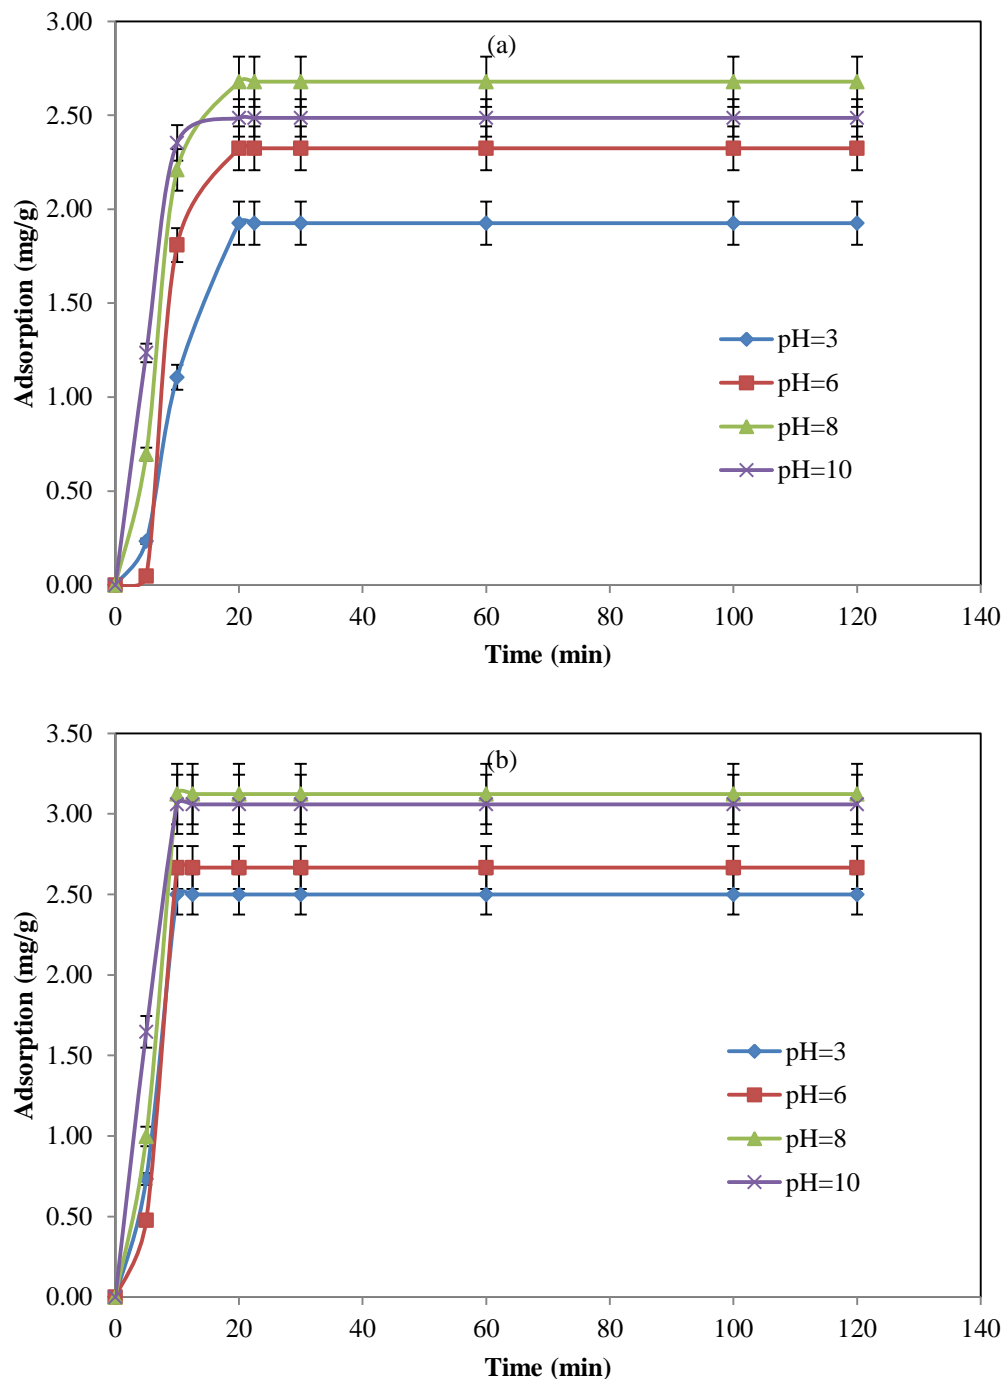 (a)
3.00
2.50
2.00
1.50
1.00
0.50
0.00
Adsorption (mg/g)
pH=3
pH=6
pH=8
pH=10
0 20 40 60 80 100 120 140
Time (min)
(b)
3.50
3.00
2.50
2.00
1.50
1.00
0.50
0.00
Adsorption (mg/g)
pH=3
pH=6
pH=8
pH=10
0 20 40 60 80 100 120 140
Time (min)